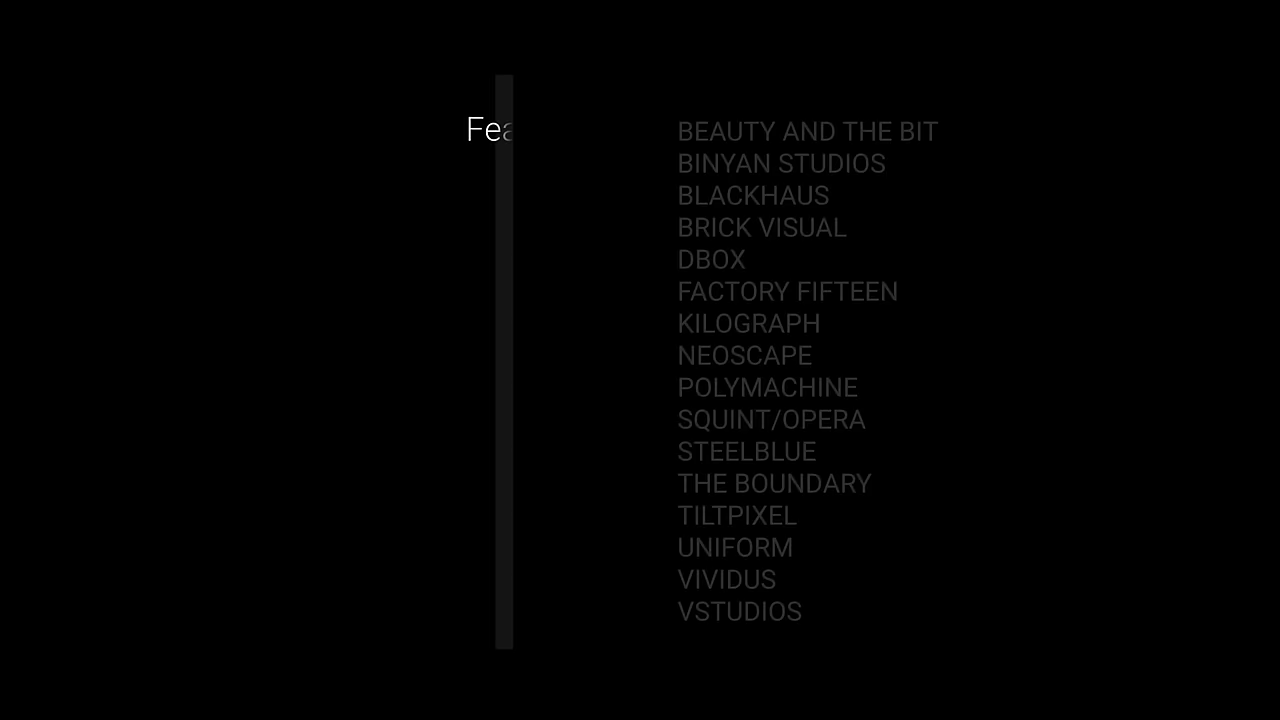 Fea
BEAUTY AND THE BIT
BINYAN STUDIOS
BLACKHAUS
BRICK VISUAL
DBOX
FACTORY FIFTEEN
KILOGRAPH
NEOSCAPE
POLYMACHINE
SQUINT/OPERA
STEELBLUE
THE BOUNDARY
TILTPIXEL
UNIFORM
VIVIDUS
VSTUDIOS